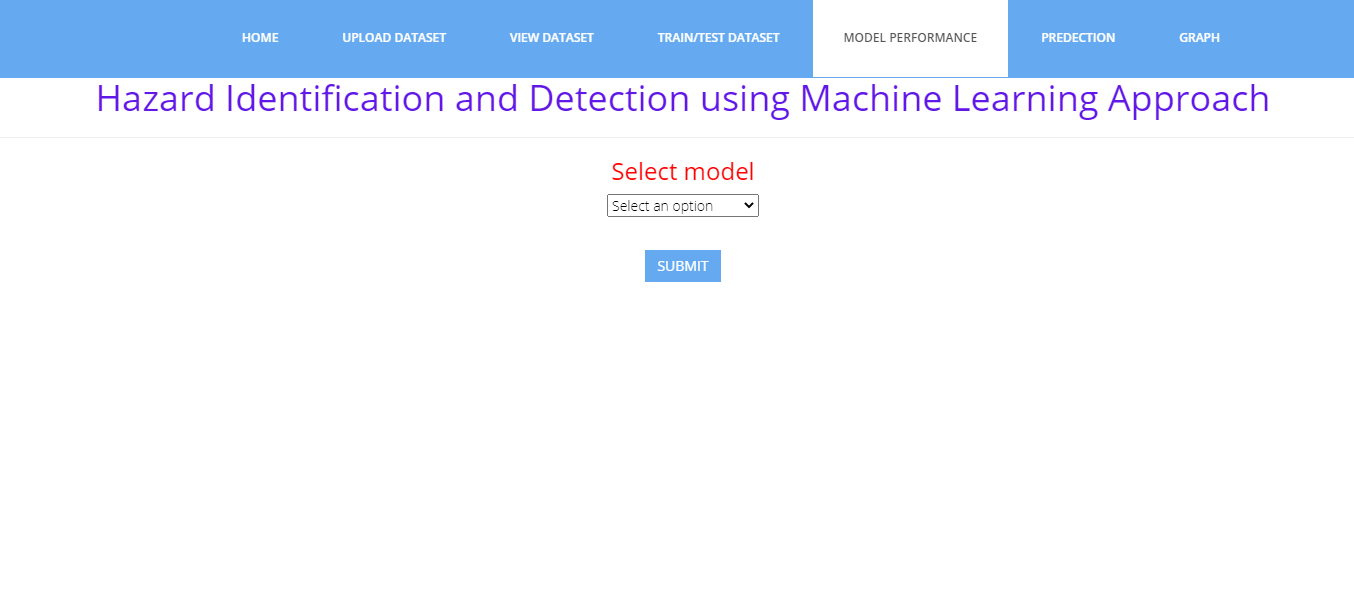 HOME UPLOAD DATASET VIEW DATASET TRAIN/TEST DATASET MODEL PERFORMANCE PREDECTION GRAPH
Hazard Identification and Detection using Machine Learning Approach
Select model
Select an option
SUBMIT